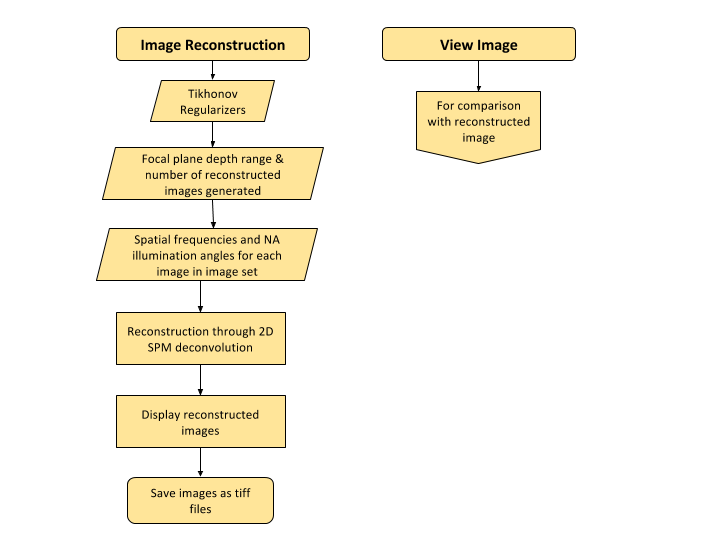 Image Reconstruction
Tikhonov
Regularizers
Focal plane depth range &
number of reconstructed
images generated
Spatial frequencies and NA
illumination angles for each
image in image set
Reconstruction through 2D
SPM deconvolution
Display reconstructed
images
Save images as tiff
files
View Image
For comparison
with reconstructed
image